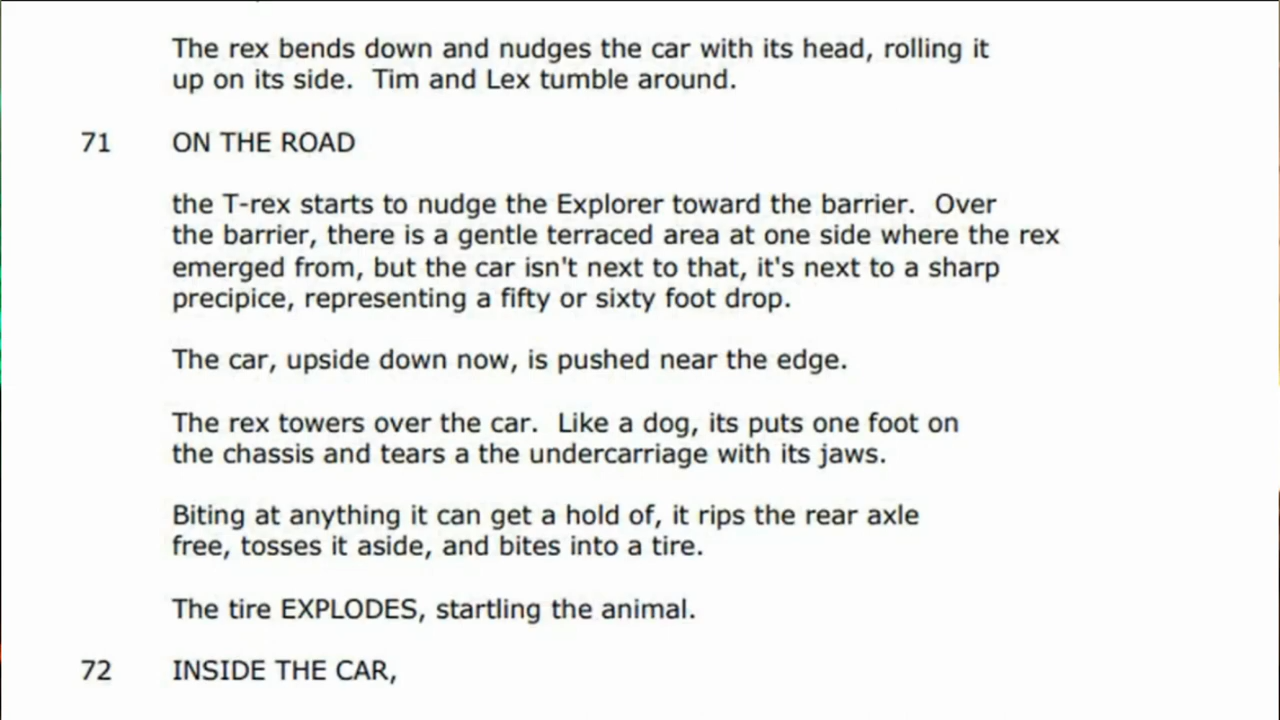 The rex bends down and nudges the car with its head, rolling it
up on its side. Tim and Lex tumble around.
71 ON THE ROAD
the T-rex starts to nudge the Explorer toward the barrier. Over
the barrier, there is a gentle terraced area at one side where the rex
emerged from, but the car isn't next to that, it's next to a sharp
precipice, representing a fifty or sixty foot drop.
The car, upside down now, is pushed near the edge.
The rex towers over the car. Like a dog, its puts one foot on
the chassis and tears a the undercarriage with its jaws.
Biting at anything it can get a hold of, it rips the rear axle
free, tosses it aside, and bites into a tire.
The tire EXPLODES, startling the animal.
72 INSIDE THE CAR,